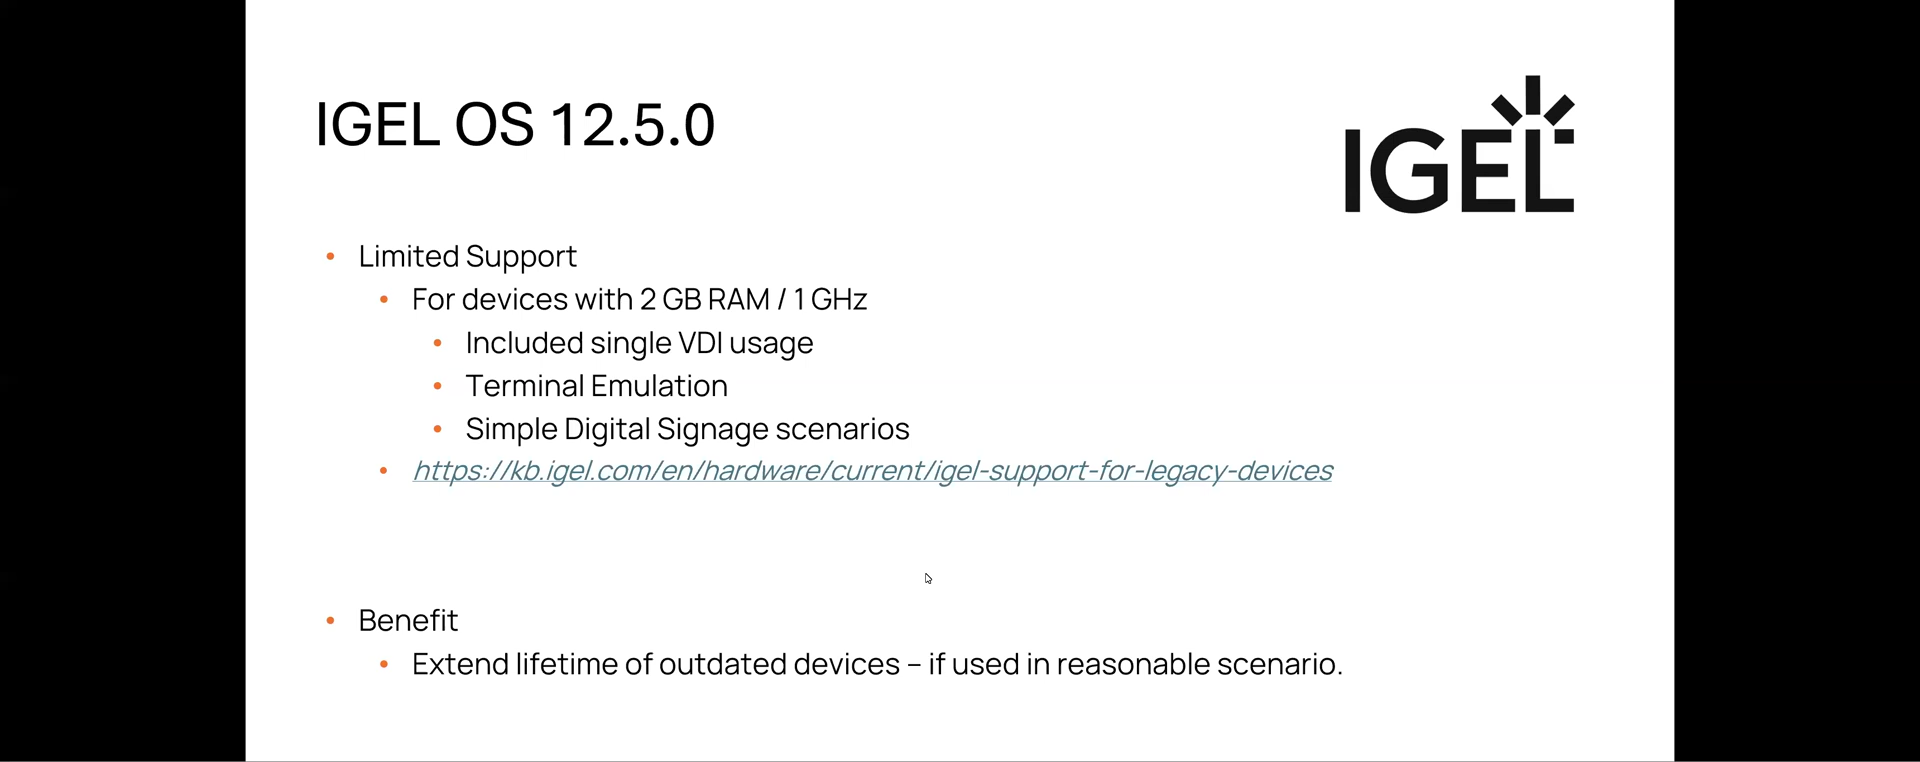 IGEL OS 12.5.0
IGEL
Limited Support
For devices with 2 GB RAM / 1 GHz
Included single VDI usage
Terminal Emulation
Simple Digital Signage scenarios
https://kb.igel.com/en/hardware/current/igel-support-for-legacy-devices
Benefit
Extend lifetime of outdated devices – if used in reasonable scenario.